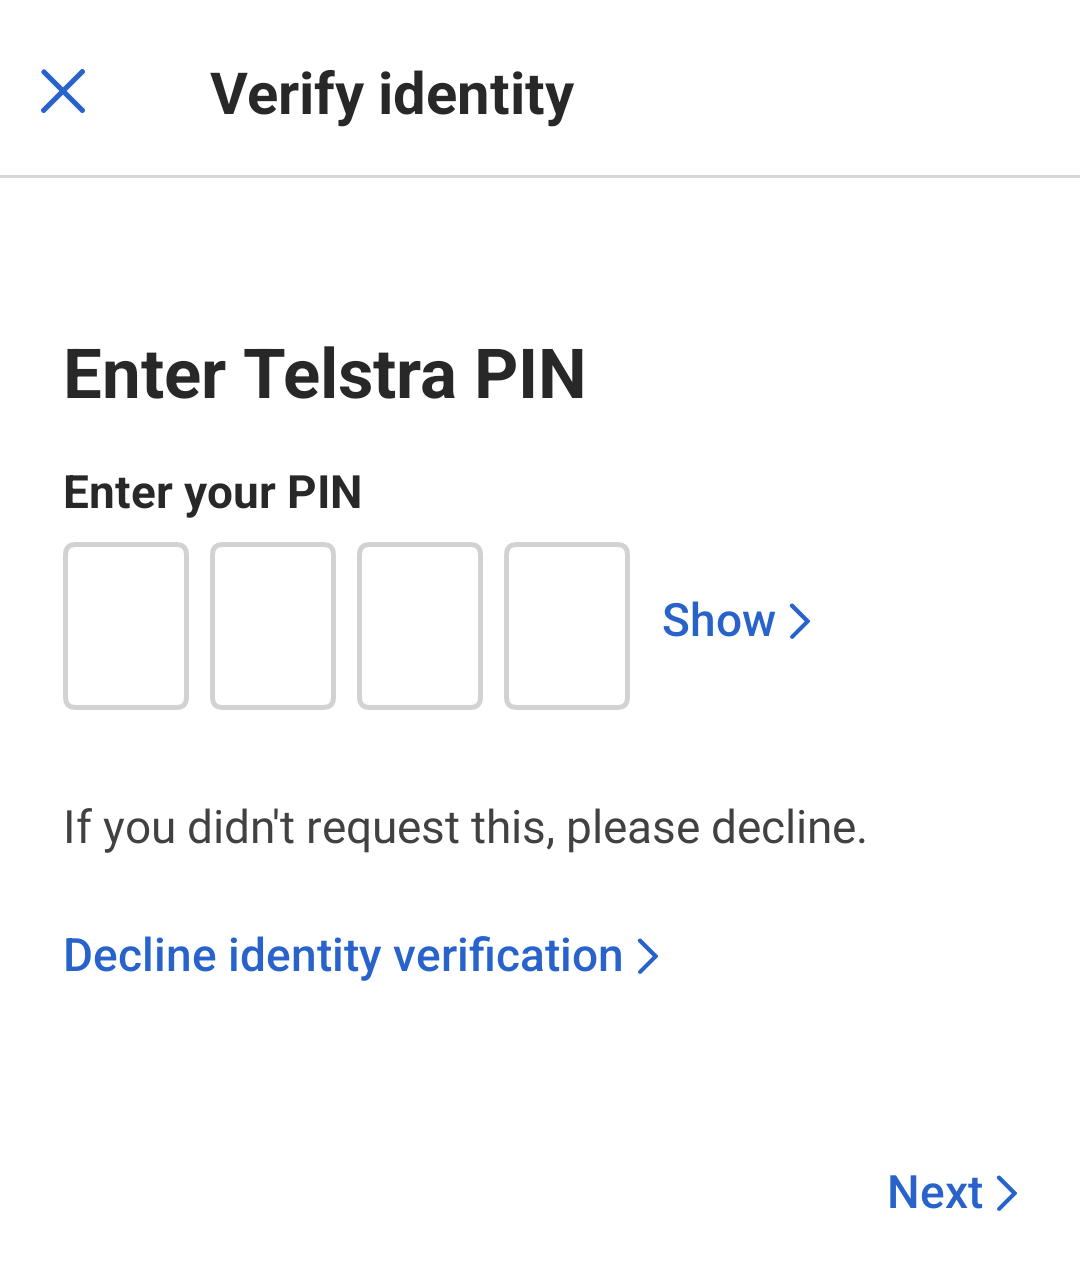 Verify identity
Enter Telstra PIN
Enter your PIN
Show
If you didn't request this, please decline.
Decline identity verification
Next